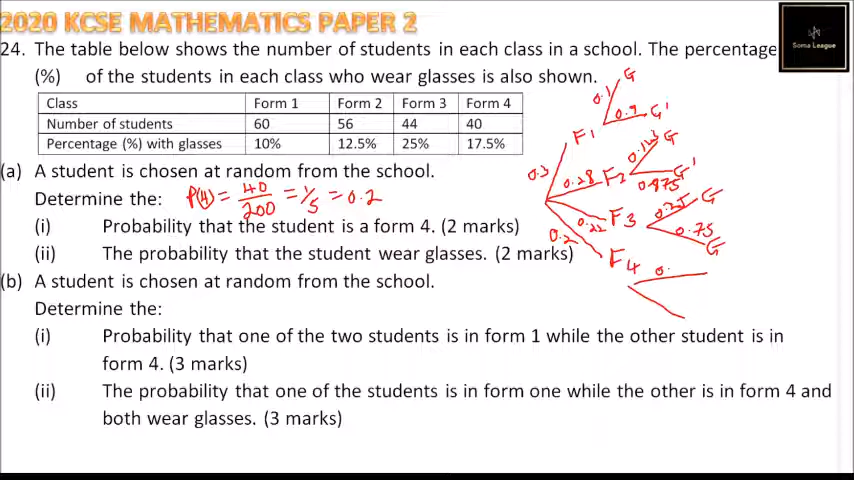 2020 KCSE MATHEMATICS PAPER 2
Soma League
24. The table below shows the number of students in each class in a school. The percentage
(%) of the students in each class who wear glasses is also shown.
Class Form 1 Form 2 Form 3 Form 4
Number of students 60 56 44 40
Percentage (%) with glasses 10% 12.5% 25% 17.5%
(a) A student is chosen at random from the school.
Determine the: P(4) = 40/200 = 1/5 = 0.2
(i) Probability that the student is a form 4. (2 marks)
(ii) The probability that the student wear glasses. (2 marks)
(b) A student is chosen at random from the school.
Determine the:
(i) Probability that one of the two students is in form 1 while the other student is in
form 4. (3 marks)
(ii) The probability that one of the students is in form one while the other is in form 4 and
both wear glasses. (3 marks)
0.3 F1 0.1 G
0.9 G'
0.28 F2 0.125 G
0.875 G'
0.22 F3 0.25 G
0.75 G
0.2 F4 0.